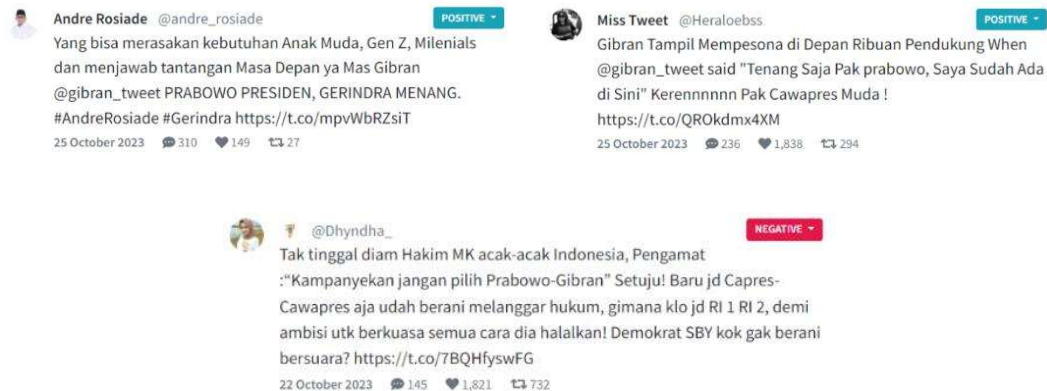 Andre Rosiade @andre_rosiade POSITIVE
Yang bisa merasakan kebutuhan Anak Muda, Gen Z, Milenials
dan menjawab tantangan Masa Depan ya Mas Gibran
@gibran_tweet PRABOWO PRESIDEN, GERINDRA MENANG.
#AndreRosiade #Gerindra https://t.co/mpvWbRZsiT
25 October 2023 310 149 27
Miss Tweet @Heraloebss POSITIVE
Gibran Tampil Mempesona di Depan Ribuan Pendukung When
@gibran_tweet said "Tenang Saja Pak prabowo, Saya Sudah Ada
di Sini" Kerennnnnn Pak Cawapres Muda !
https://t.co/QROkdmx4XM
25 October 2023 236 1,838 294
@Dhyndha_ NEGATIVE
Tak tinggal diam Hakim MK acak-acak Indonesia, Pengamat
:“Kampanyekan jangan pilih Prabowo-Gibran” Setuju! Baru jd Capres-
Cawapres aja udah berani melanggar hukum, gimana klo jd RI 1 RI 2, demi
ambisi utk berkuasa semua cara dia halalkan! Demokrat SBY kok gak berani
bersuara? https://t.co/7BQHfyswFG
22 October 2023 145 1,821 732